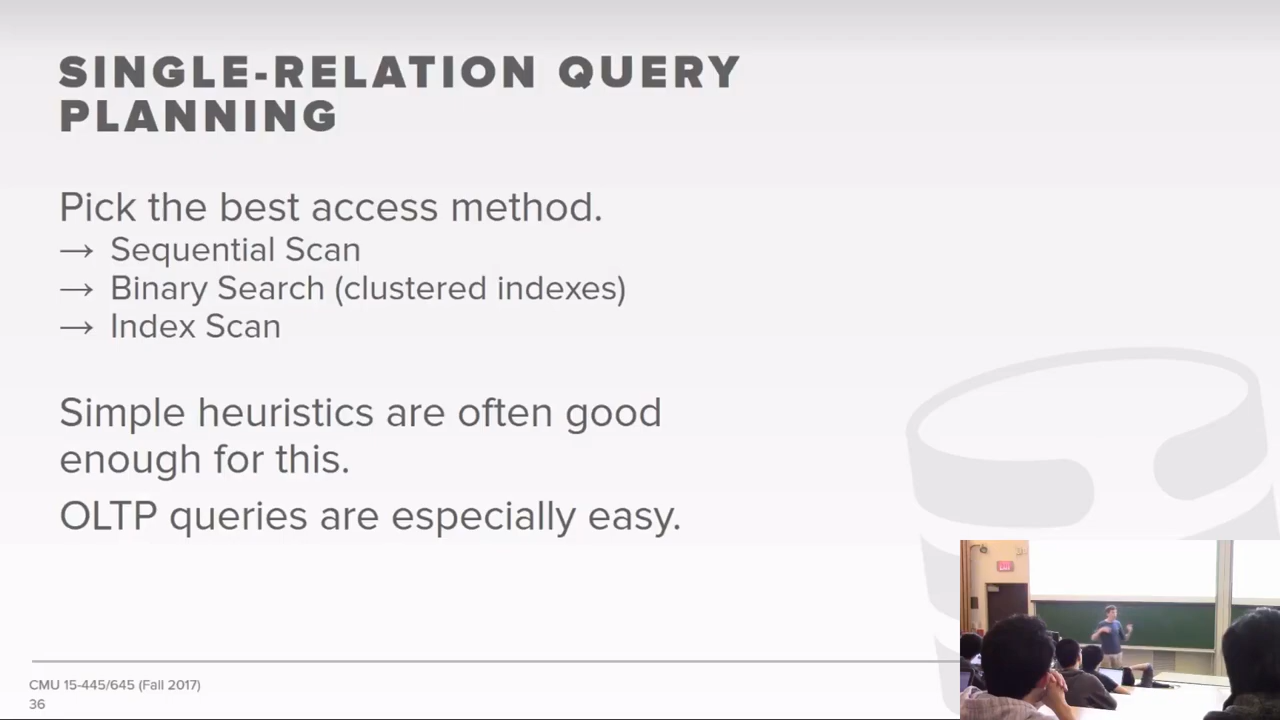 SINGLE-RELATION QUERY
PLANNING
Pick the best access method.
→ Sequential Scan
→ Binary Search (clustered indexes)
→ Index Scan
Simple heuristics are often good
enough for this.
OLTP queries are especially easy.
CMU 15-445/645 (Fall 2017)
36